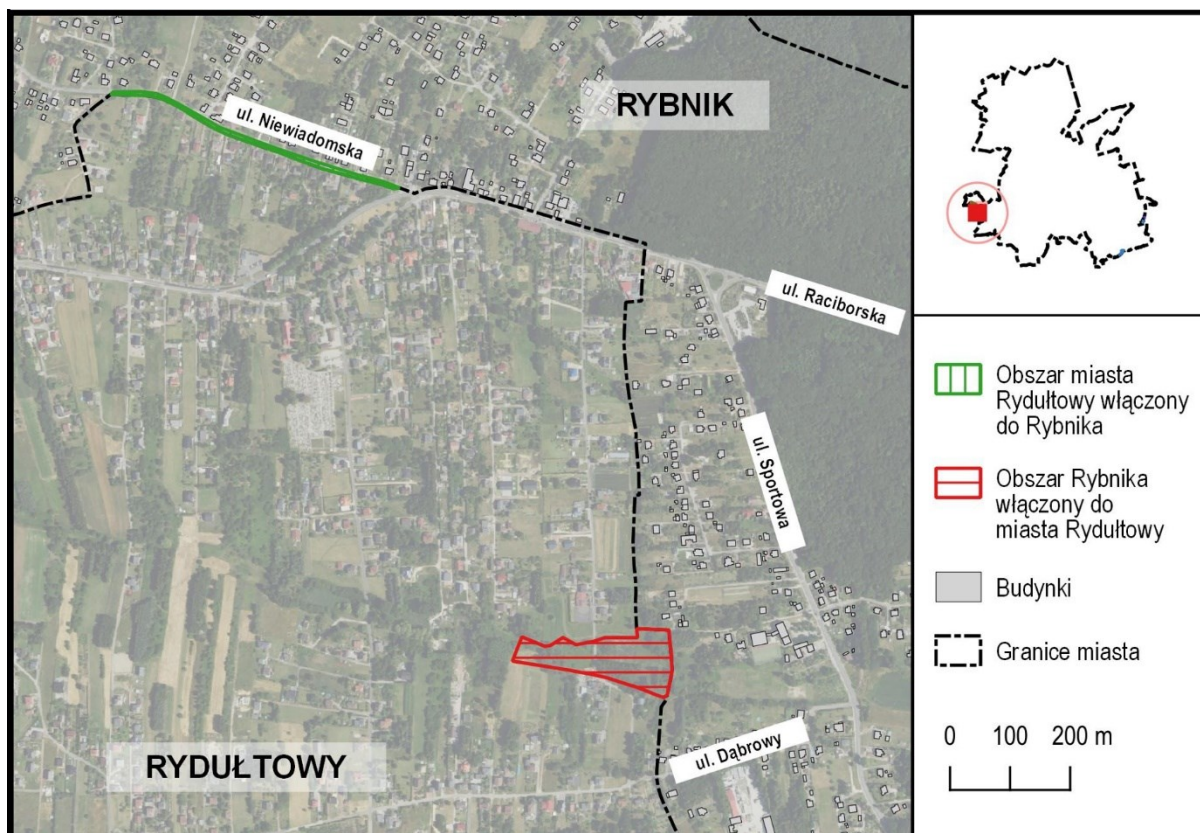 RYBNIK
ul. Niewiadomska
ul. Raciborska
ul. Sportowa
ul. Dąbrowy
RYDUŁTOWY
Obszar miasta
Rydułtowy włączony
do Rybnika
Obszar Rybnika
włączony do
miasta Rydułtowy
Budynki
Granice miasta
0 100 200 m